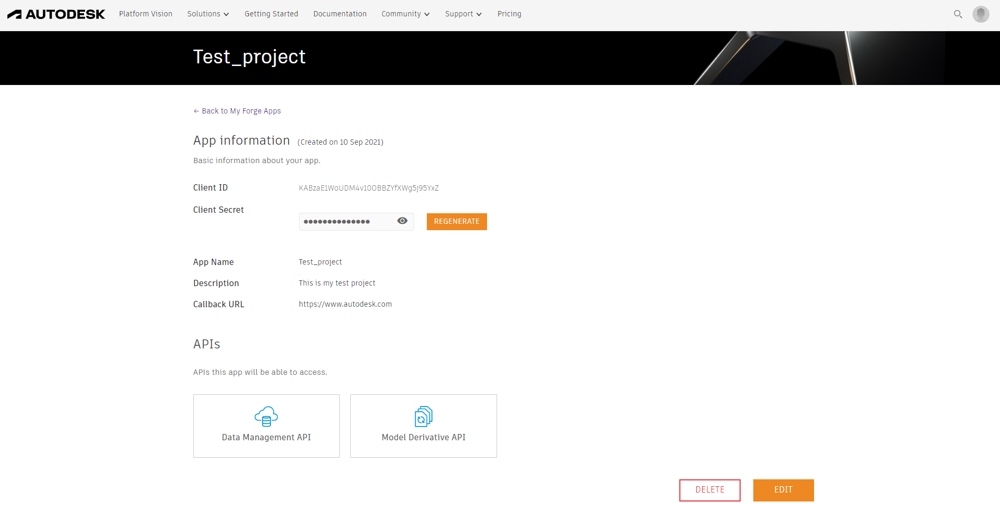 AUTODESK Platform Vision Solutions Getting Started Documentation Community Support Pricing
Test_project
← Back to My Forge Apps
App information (Created on 10 Sep 2021)
Basic information about your app.
Client ID KABzaE1WoUDM4v10OBBZYfXWg5j95YxZ
Client Secret
●●●●●●●●●●●●●● REGENERATE
App Name Test_project
Description This is my test project
Callback URL https://www.autodesk.com
APIs
APIs this app will be able to access.
Data Management API Model Derivative API
DELETE EDIT